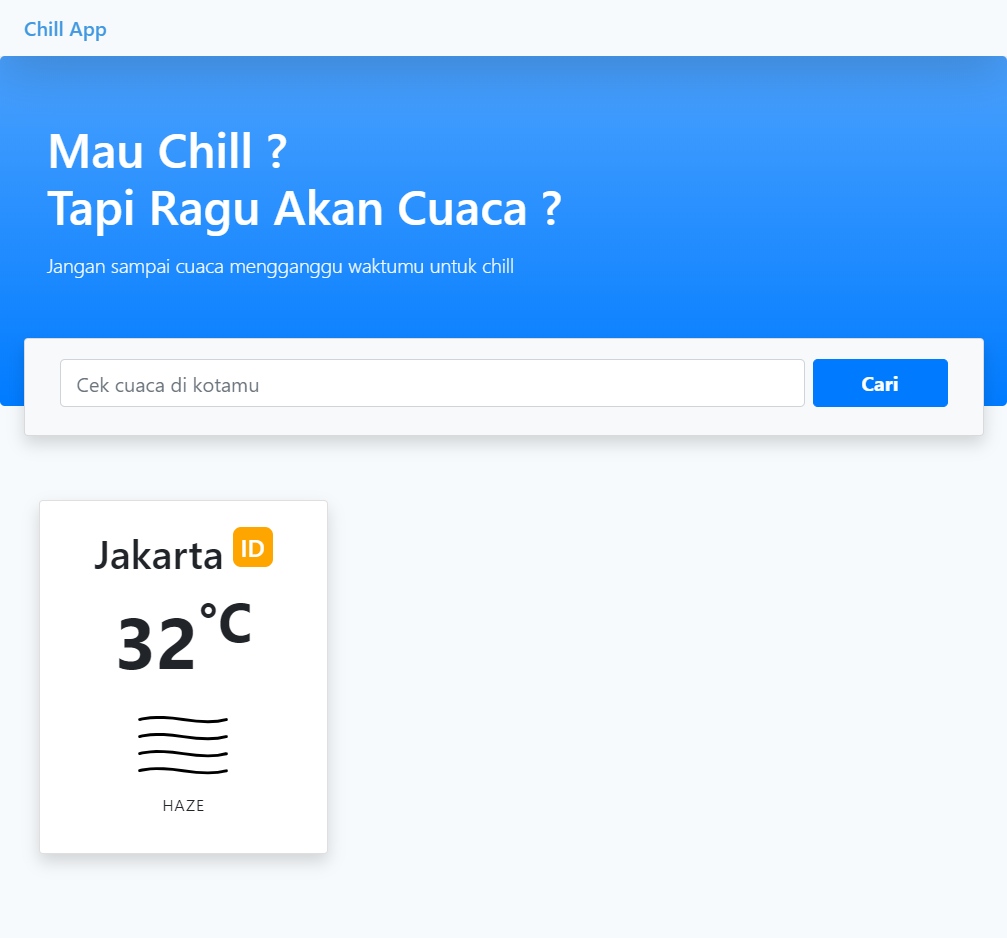 Chill App
Mau Chill ?
Tapi Ragu Akan Cuaca ?
Jangan sampai cuaca mengganggu waktumu untuk chill
Cek cuaca di kotamu
Cari
Jakarta ID
32°C
HAZE